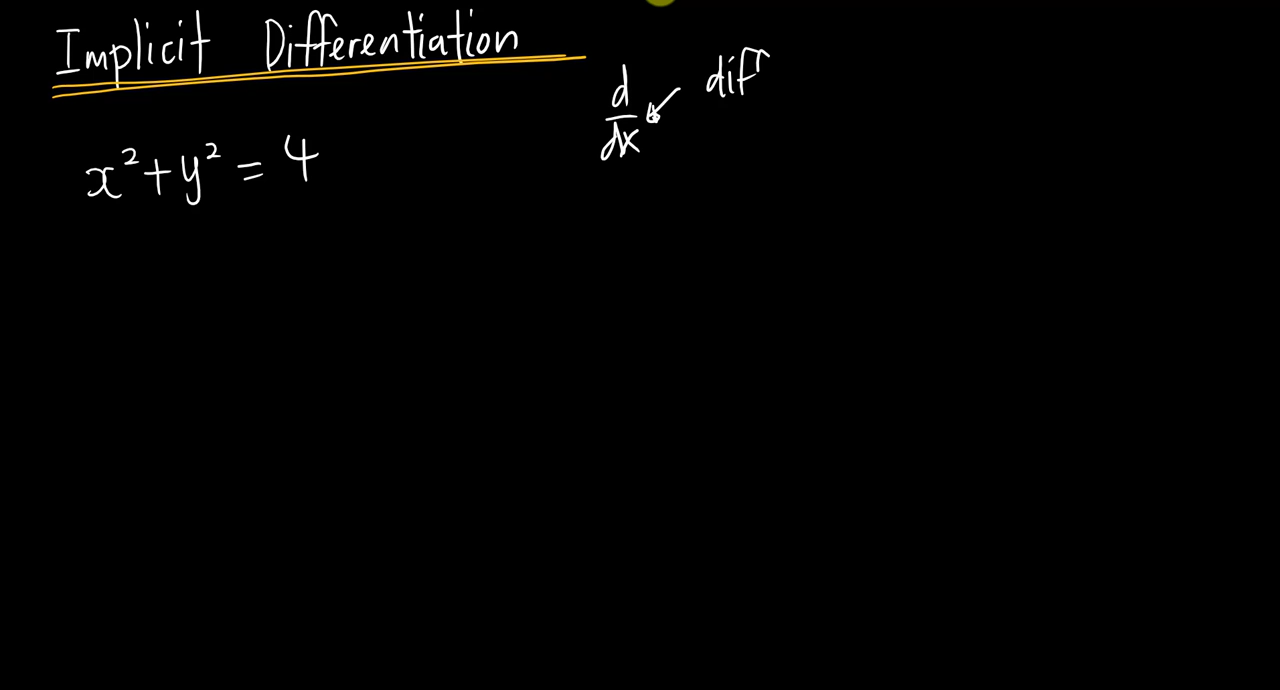 Implicit Differentiation
d/dx
diff
x² + y² = 4